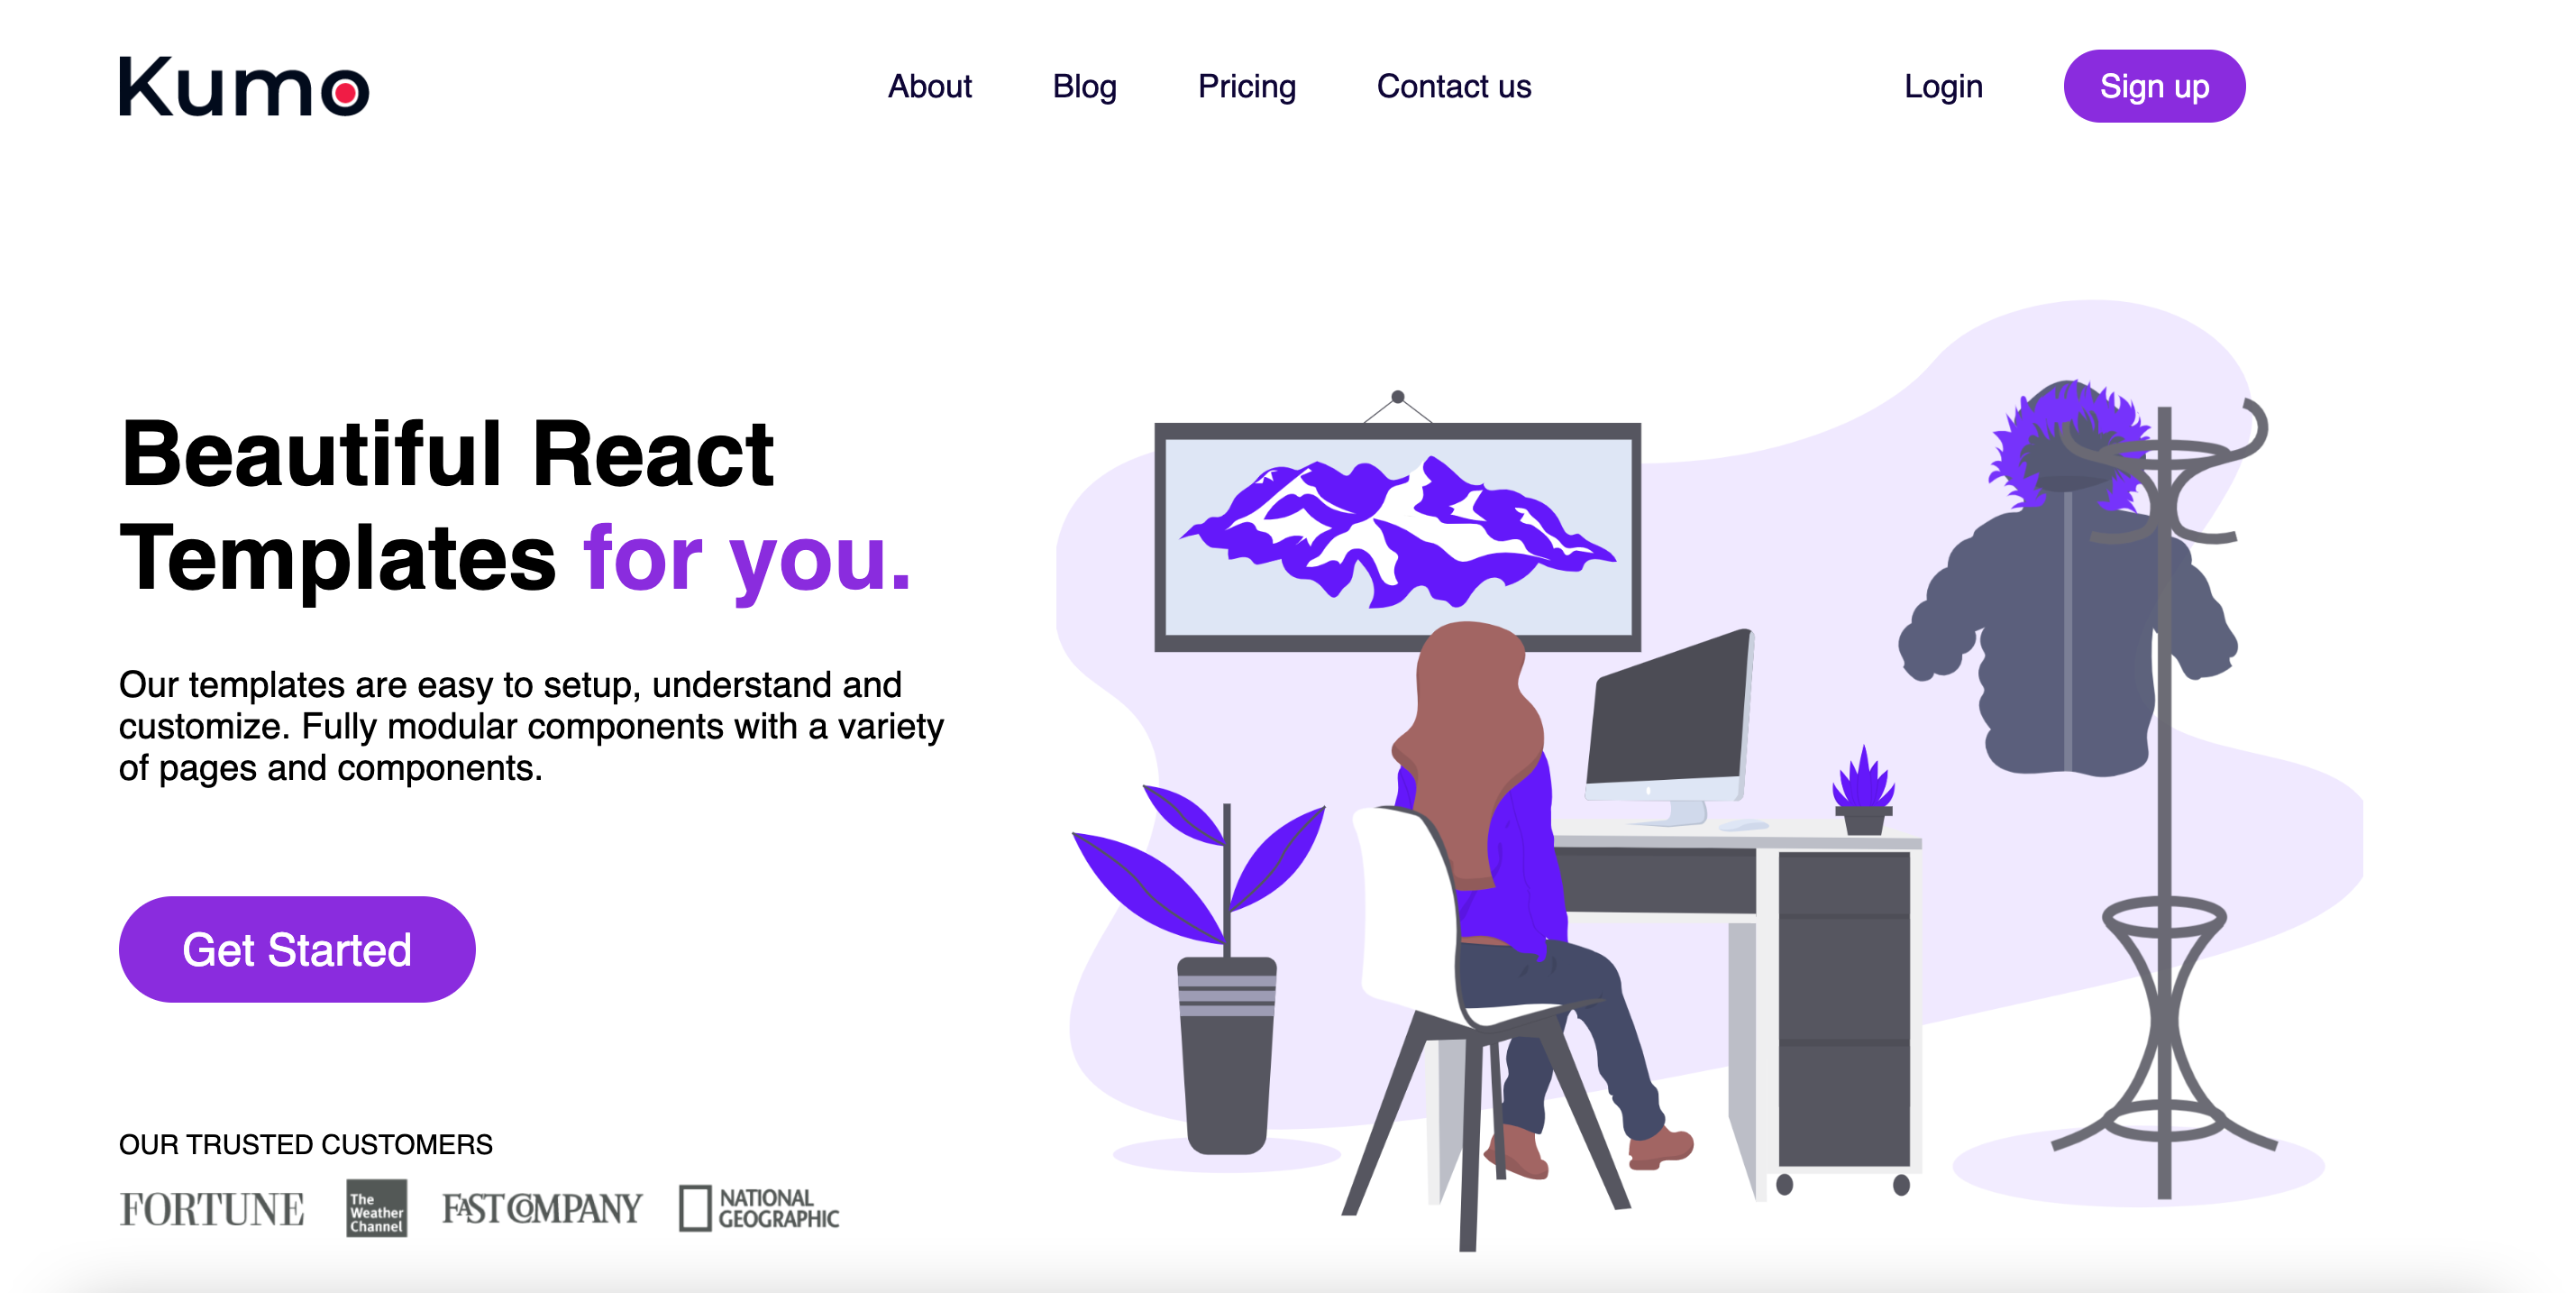 Kumo
About
Blog
Pricing
Contact us
Login
Sign up
Beautiful React
Templates for you.
Our templates are easy to setup, understand and
customize. Fully modular components with a variety
of pages and components.
Get Started
OUR TRUSTED CUSTOMERS
FORTUNE
The
Weather
Channel
FAST COMPANY
NATIONAL
GEOGRAPHIC